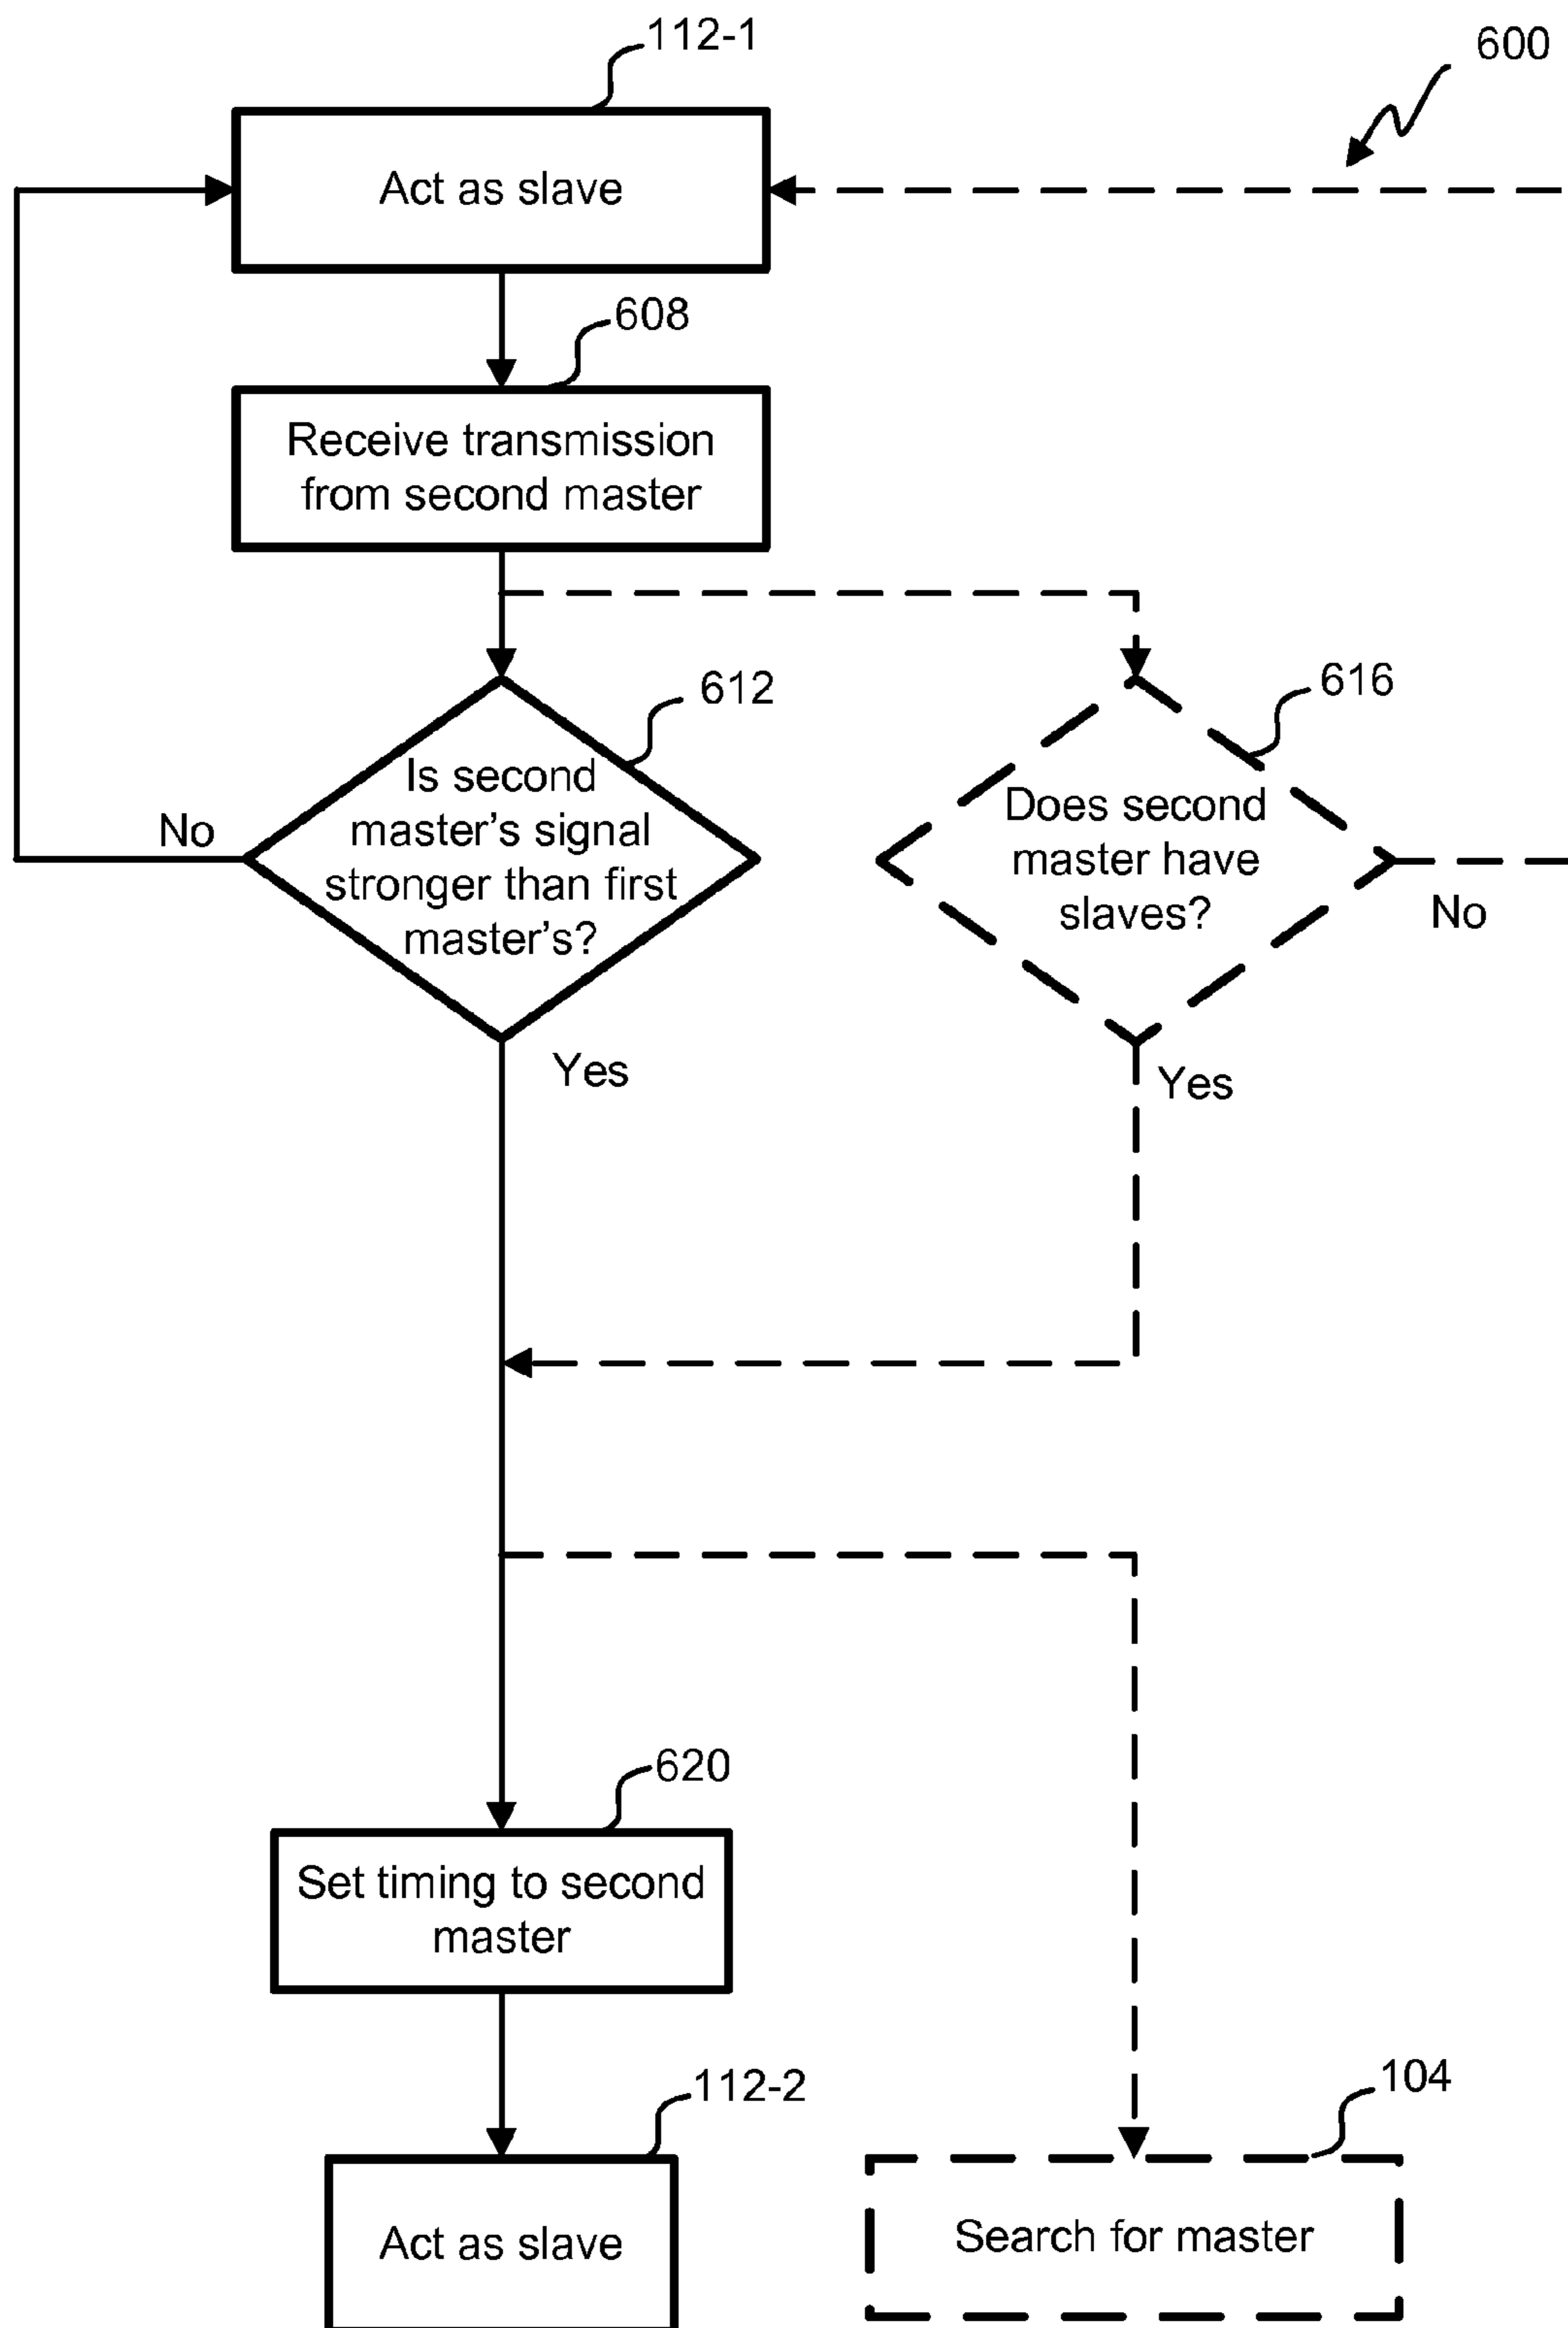 112-1
600
Act as slave
608
Receive transmission
from second master
612
616
Is second
master's signal
stronger than first
master's?
No
Does second
master have
slaves?
No
Yes
Yes
620
Set timing to second
master
112-2
104
Act as slave
Search for master